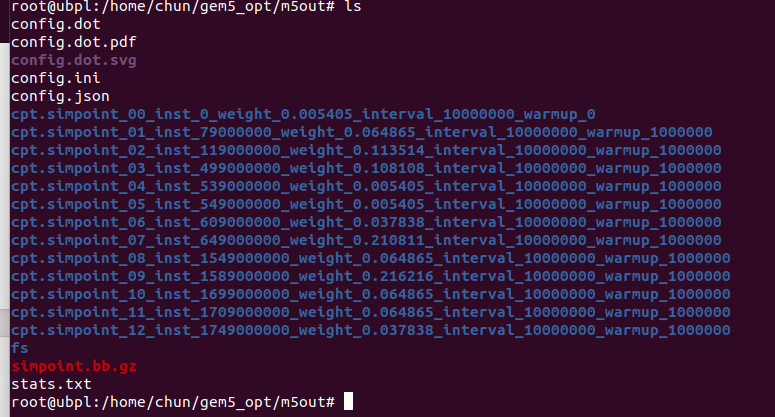 root@ubpl:/home/chun/gem5_opt/m5out# ls
config.dot
config.dot.pdf
config.dot.svg
config.ini
config.json
cpt.simpoint_00_inst_0_weight_0.005405_interval_10000000_warmup_0
cpt.simpoint_01_inst_79000000_weight_0.064865_interval_10000000_warmup_1000000
cpt.simpoint_02_inst_119000000_weight_0.113514_interval_10000000_warmup_1000000
cpt.simpoint_03_inst_499000000_weight_0.108108_interval_10000000_warmup_1000000
cpt.simpoint_04_inst_539000000_weight_0.005405_interval_10000000_warmup_1000000
cpt.simpoint_05_inst_549000000_weight_0.005405_interval_10000000_warmup_1000000
cpt.simpoint_06_inst_609000000_weight_0.037838_interval_10000000_warmup_1000000
cpt.simpoint_07_inst_649000000_weight_0.210811_interval_10000000_warmup_1000000
cpt.simpoint_08_inst_1549000000_weight_0.064865_interval_10000000_warmup_1000000
cpt.simpoint_09_inst_1589000000_weight_0.216216_interval_10000000_warmup_1000000
cpt.simpoint_10_inst_1699000000_weight_0.064865_interval_10000000_warmup_1000000
cpt.simpoint_11_inst_1709000000_weight_0.064865_interval_10000000_warmup_1000000
cpt.simpoint_12_inst_1749000000_weight_0.037838_interval_10000000_warmup_1000000
fs
simpoint.bb.gz
stats.txt
root@ubpl:/home/chun/gem5_opt/m5out#